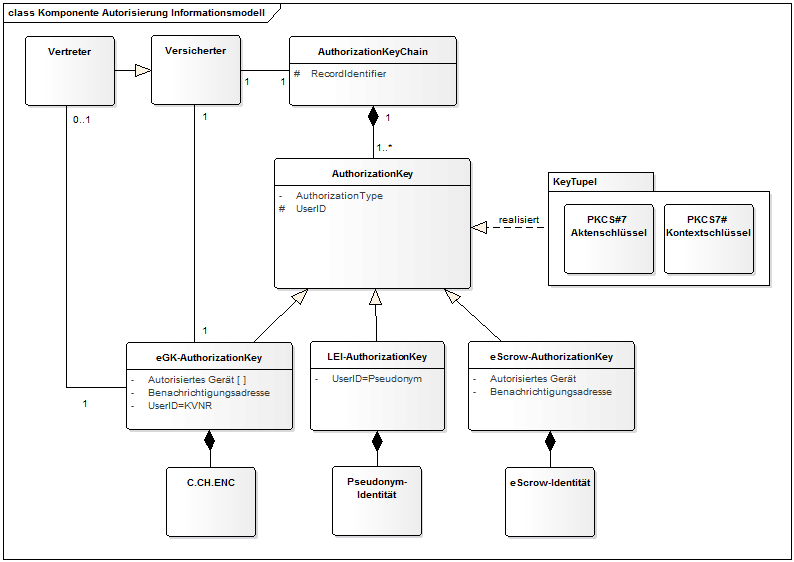 class Komponente Autorisierung Informationsmodell
Vertreter
Versicherter
AuthorizationKeyChain
# RecordIdentifier
1
1
0..1
1
1
1..*
AuthorizationKey
- AuthorizationType
# UserID
realisiert
KeyTupel
PKCS#7
Aktenschlüssel
PKCS7#
Kontextschlüssel
1
1
eGK-AuthorizationKey
- Autorisiertes Gerät [ ]
- Benachrichtigungsadresse
- UserID=KVNR
LEI-AuthorizationKey
- UserID=Pseudonym
eScrow-AuthorizationKey
- Autorisiertes Gerät
- Benachrichtigungsadresse
C.CH.ENC
Pseudonym-
Identität
eScrow-Identität